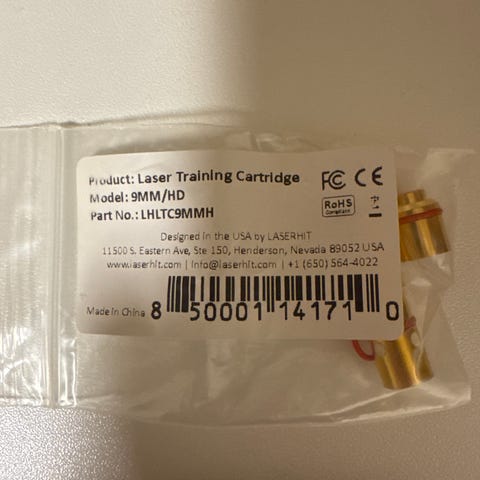 Product: Laser Training Cartridge
Model: 9MM/HD
Part No.: LHLTC9MMH
FC CE
RoHS
Compliant
Designed in the USA by LASERHIT
11500 S. Eastern Ave, Ste 150, Henderson, Nevada 89052 USA
www.laserhit.com | info@laserhit.com | +1 (650) 564-4022
Made in China
8 50001 14171 0